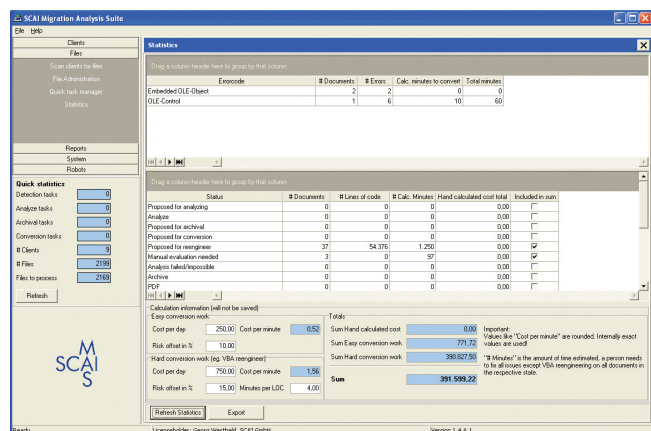 SCAI Migration Analysis Suite
File Help
Clients
Files
Scan clients for files
File Administration
Quick task manager
Statistics
Reports
System
Robots
Quick statistics
Detection tasks 0
Analyze tasks 0
Archival tasks 0
Conversion tasks 0
# Clients 9
# Files 2199
Files to process 2169
Refresh
SCAI
MAS
Statistics
Drag a column header here to group by that column
Errorcode # Documents # Errors Calc. minutes to convert Total minutes
Embedded OLE-Object 2 2 0 0
OLE-Control 1 6 10 60
Drag a column header here to group by that column
Status # Documents # Lines of code # Calc. Minutes Hand calculated cost total Included in sum
Proposed for analyzing 0 0 0 0,00
Analyze 0 0 0 0,00
Proposed for archival 0 0 0 0,00
Proposed for conversion 0 0 0 0,00
Proposed for reengineer 37 54.376 1.250 0,00
Manual evaluation needed 3 0 97 0,00
Analysis failed/impossible 0 0 0 0,00
Archive 0 0 0 0,00
PDF 0 0 0 0,00
Calculation information (will not be saved)
Easy conversion work
Cost per day 250,00 Cost per minute 0,52
Risk offset in % 10,00
Hard conversion work (eg. VBA reengineer)
Cost per day 750,00 Cost per minute 1,56
Risk offset in % 15,00 Minutes per LOC 4,00
Totals
Sum Hand calculated cost 0,00
Sum Easy conversion work 771,72
Sum Hard conversion work 390.827,50
Sum 391.599,22
Important:
Values like "Cost per minute" are rounded. Internally exact
values are used!
"# Minutes" is the amount of time estimated, a person needs
to fix all issues except VBA reengineering on all documents in
the respective state.
Refresh Statistics Export
Ready Licenseholder: Georg Westheld, SCAI GmbH Version 1.4.6.1